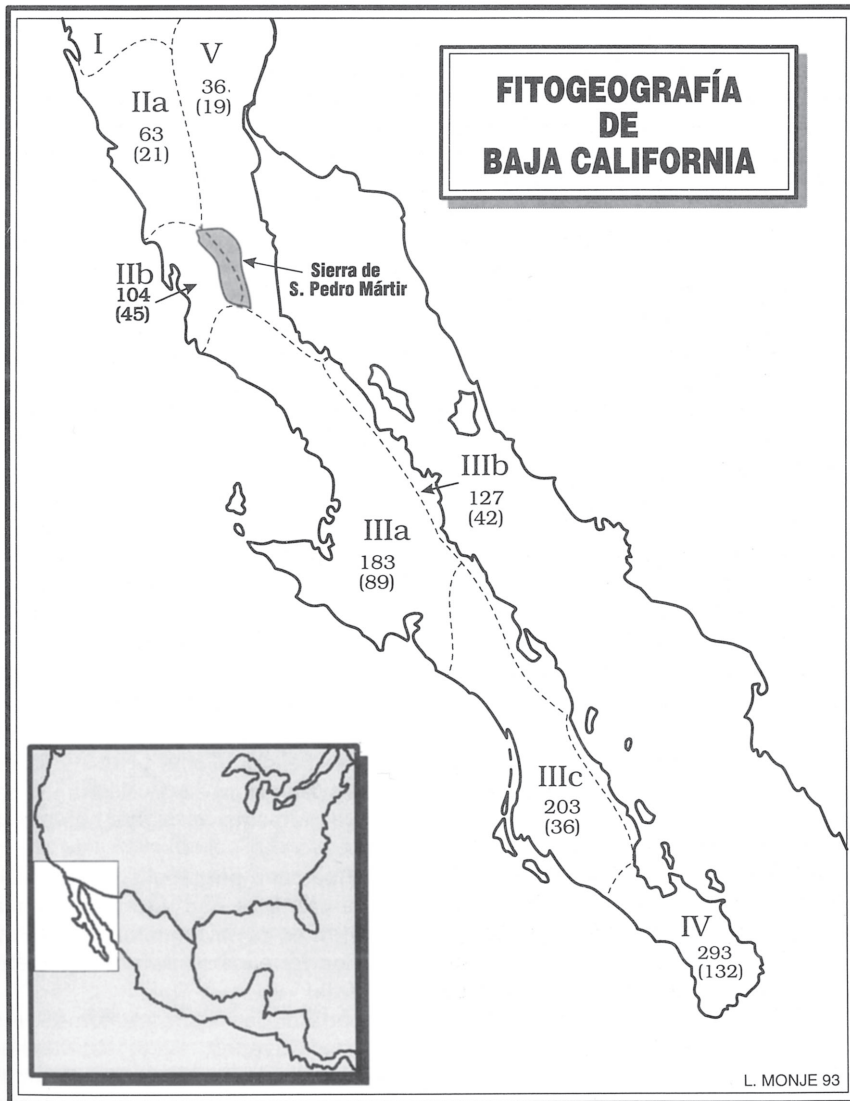 FITOGEOGRAFÍA
DE
BAJA CALIFORNIA
I
V
36
(19)
IIa
63
(21)
IIb
104
(45)
Sierra de
S. Pedro Mártir
IIIb
127
(42)
IIIa
183
(89)
IIIc
203
(36)
IV
293
(132)
L. MONJE 93